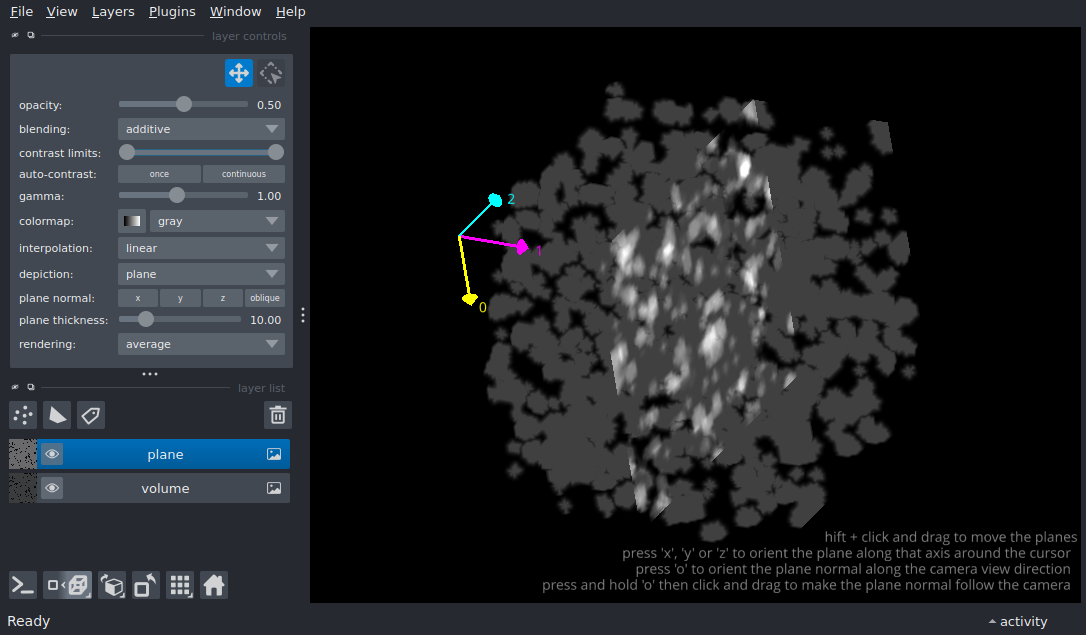 File View Layers Plugins Window Help
layer controls
opacity: 0.50
blending: additive
contrast limits:
auto-contrast: once continuous
gamma: 1.00
colormap: gray
interpolation: linear
depiction: plane
plane normal: x y z oblique
plane thickness: 10.00
rendering: average
layer list
plane
volume
2
1
0
hift + click and drag to move the planes
press 'x', 'y' or 'z' to orient the plane along that axis around the cursor
press 'o' to orient the plane normal along the camera view direction
press and hold 'o' then click and drag to make the plane normal follow the camera
Ready
activity